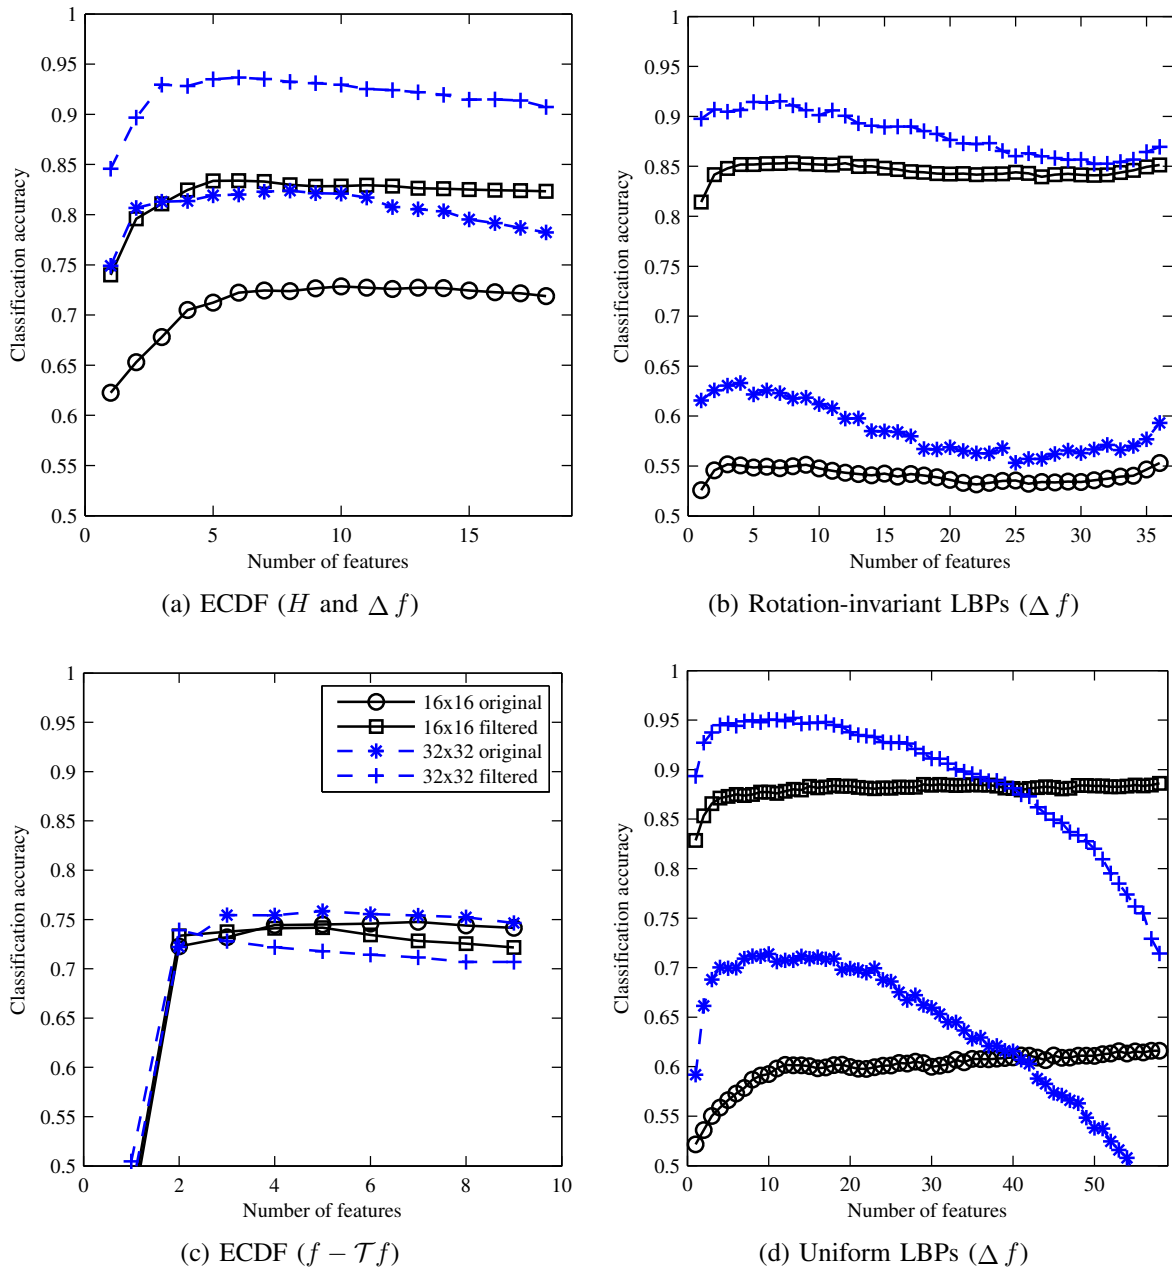 1
0.95
0.9
0.85
0.8
0.75
0.7
0.65
0.6
0.55
0.5
Classification accuracy
0 5 10 15
Number of features
(a) ECDF (H and Δ f)
1
0.95
0.9
0.85
0.8
0.75
0.7
0.65
0.6
0.55
0.5
Classification accuracy
0 5 10 15 20 25 30 35
Number of features
(b) Rotation-invariant LBPs (Δ f)
1
0.95
0.9
0.85
0.8
0.75
0.7
0.65
0.6
0.55
0.5
Classification accuracy
16x16 original
16x16 filtered
32x32 original
32x32 filtered
0 2 4 6 8 10
Number of features
(c) ECDF (f − 𝒯f)
1
0.95
0.9
0.85
0.8
0.75
0.7
0.65
0.6
0.55
0.5
Classification accuracy
0 10 20 30 40 50
Number of features
(d) Uniform LBPs (Δ f)